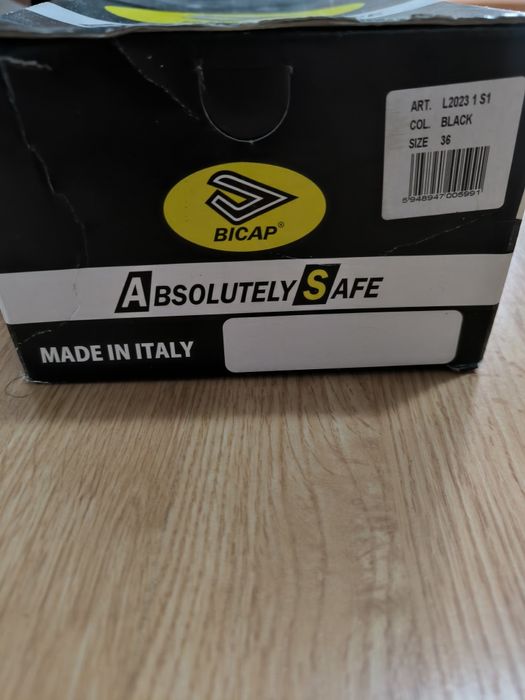 ART. L2023 1 S1
COL. BLACK
SIZE 36
5948947005991
BICAP®
ABSOLUTELY SAFE
MADE IN ITALY